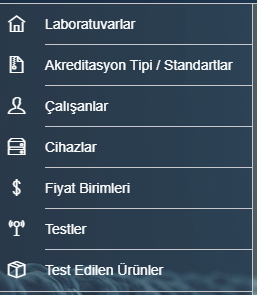 Laboratuvarlar
Akreditasyon Tipi / Standartlar
Çalışanlar
Cihazlar
Fiyat Birimleri
Testler
Test Edilen Ürünler